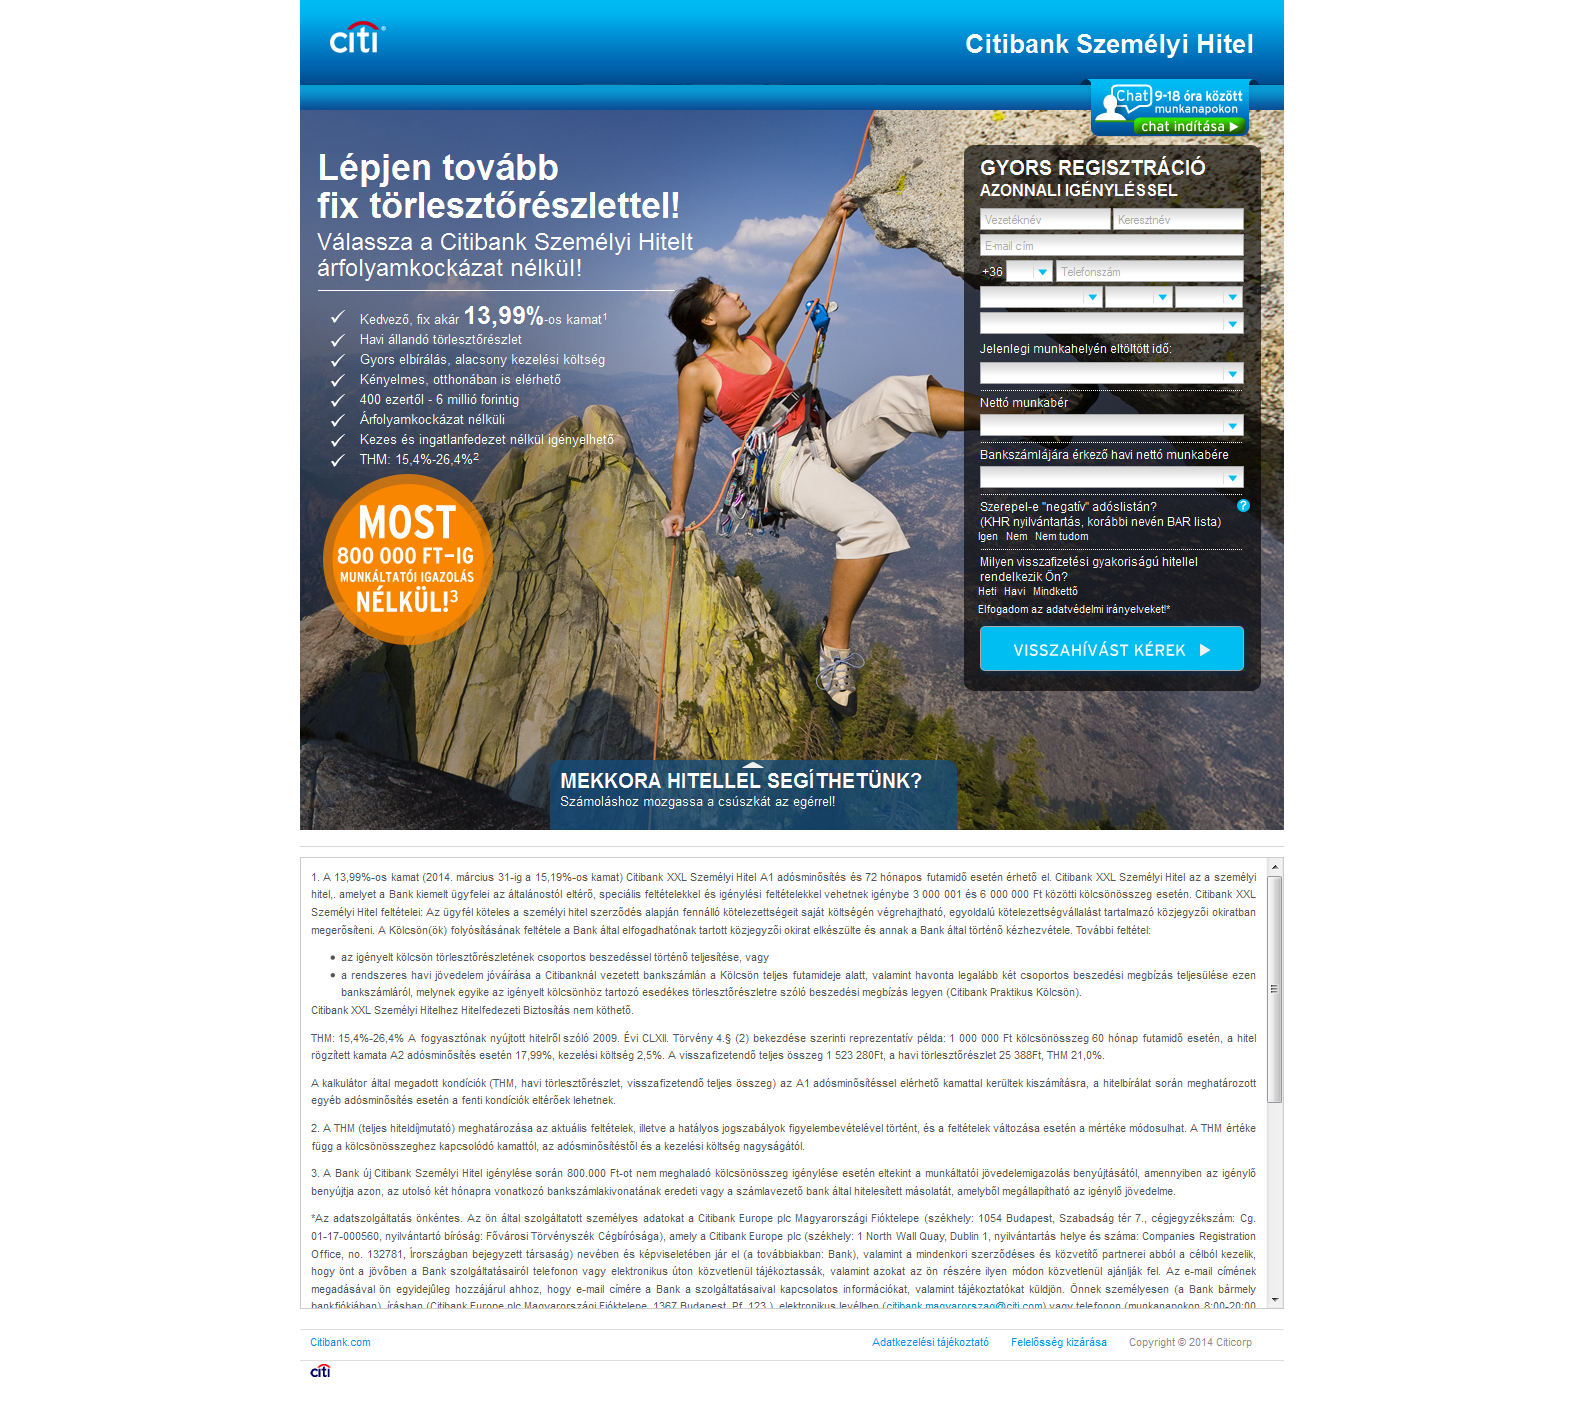 citi
Citibank Személyi Hitel
Chat 9-18 óra között
munkanapokon
chat indítása
Lépjen tovább
fix törlesztőrészlettel!
Válassza a Citibank Személyi Hitelt
árfolyamkockázat nélkül!
Kedvező, fix akár 13,99%-os kamat1
Havi állandó törlesztőrészlet
Gyors elbírálás, alacsony kezelési költség
Kényelmes, otthonában is elérhető
400 ezertől - 6 millió forintig
Árfolyamkockázat nélküli
Kezes és ingatlanfedezet nélkül igényelhető
THM: 15,4%-26,4%2
MOST
800 000 FT-IG
MUNKÁLTATÓI IGAZOLÁS
NÉLKÜL!3
GYORS REGISZTRÁCIÓ
AZONNALI IGÉNYLÉSSEL
Vezetéknév Keresztnév
E-mail cím
+36 Telefonszám
Jelenlegi munkahelyén eltöltött idő:
Nettó munkabér
Bankszámlájára érkező havi nettó munkabére
Szerepel-e "negatív" adóslistán? ?
(KHR nyilvántartás, korábbi nevén BAR lista)
Igen Nem Nem tudom
Milyen visszafizetési gyakoriságú hitellel
rendelkezik Ön?
Heti Havi Mindkettő
Elfogadom az adatvédelmi irányelveket!*
VISSZAHÍVÁST KÉREK
MEKKORA HITELLEL SEGÍTHETÜNK?
Számoláshoz mozgassa a csúszkát az egérrel!
1. A 13,99%-os kamat (2014. március 31-ig a 15,19%-os kamat) Citibank XXL Személyi Hitel A1 adósminősítés és 72 hónapos futamidő esetén érhető el. Citibank XXL Személyi Hitel az a személyi
hitel,. amelyet a Bank kiemelt ügyfelei az általánostól eltérő, speciális feltételekkel és igénylési feltételekkel vehetnek igénybe 3 000 001 és 6 000 000 Ft közötti kölcsönösszeg esetén. Citibank XXL
Személyi Hitel feltételei: Az ügyfél köteles a személyi hitel szerződés alapján fennálló kötelezettségeit saját költségén végrehajtható, egyoldalú kötelezettségvállalást tartalmazó közjegyzői okiratban
megerősíteni. A Kölcsön(ök) folyósításának feltétele a Bank által elfogadhatónak tartott közjegyzői okirat elkészülte és annak a Bank által történő kézhezvétele. További feltétel:
az igényelt kölcsön törlesztőrészletének csoportos beszedéssel történő teljesítése, vagy
a rendszeres havi jövedelem jóváírása a Citibanknál vezetett bankszámlán a Kölcsön teljes futamideje alatt, valamint havonta legalább két csoportos beszedési megbízás teljesülése ezen
bankszámláról, melynek egyike az igényelt kölcsönhöz tartozó esedékes törlesztőrészletre szóló beszedési megbízás legyen (Citibank Praktikus Kölcsön).
Citibank XXL Személyi Hitelhez Hitelfedezeti Biztosítás nem köthető.
THM: 15,4%-26,4% A fogyasztónak nyújtott hitelről szóló 2009. Évi CLXII. Törvény 4.§ (2) bekezdése szerinti reprezentatív példa: 1 000 000 Ft kölcsönösszeg 60 hónap futamidő esetén, a hitel
rögzített kamata A2 adósminősítés esetén 17,99%, kezelési költség 2,5%. A visszafizetendő teljes összeg 1 523 280Ft, a havi törlesztőrészlet 25 388Ft, THM 21,0%.
A kalkulátor által megadott kondíciók (THM, havi törlesztőrészlet, visszafizetendő teljes összeg) az A1 adósminősítéssel elérhető kamattal kerültek kiszámításra, a hitelbírálat során meghatározott
egyéb adósminősítés esetén a fenti kondíciók eltérőek lehetnek.
2. A THM (teljes hiteldíjmutató) meghatározása az aktuális feltételek, illetve a hatályos jogszabályok figyelembevételével történt, és a feltételek változása esetén a mértéke módosulhat. A THM értéke
függ a kölcsönösszeghez kapcsolódó kamattól, az adósminősítéstől és a kezelési költség nagyságától.
3. A Bank új Citibank Személyi Hitel igénylése során 800.000 Ft-ot nem meghaladó kölcsönösszeg igénylése esetén eltekint a munkáltatói jövedelemigazolás benyújtásától, amennyiben az igénylő
benyújtja azon, az utolsó két hónapra vonatkozó bankszámlakivonatának eredeti vagy a számlavezető bank által hitelesített másolatát, amelyből megállapítható az igénylő jövedelme.
*Az adatszolgáltatás önkéntes. Az ön által szolgáltatott személyes adatokat a Citibank Europe plc Magyarországi Fióktelepe (székhely: 1054 Budapest, Szabadság tér 7., cégjegyzékszám: Cg.
01-17-000560, nyilvántartó bíróság: Fővárosi Törvényszék Cégbírósága), amely a Citibank Europe plc (székhely: 1 North Wall Quay, Dublin 1, nyilvántartás helye és száma: Companies Registration
Office, no. 132781, Írországban bejegyzett társaság) nevében és képviseletében jár el (a továbbiakban: Bank), valamint a mindenkori szerződéses és közvetítő partnerei abból a célból kezelik,
hogy önt a jövőben a Bank szolgáltatásairól telefonon vagy elektronikus úton közvetlenül tájékoztassák, valamint azokat az ön részére ilyen módon közvetlenül ajánlják fel. Az e-mail címének
megadásával ön egyidejűleg hozzájárul ahhoz, hogy e-mail címére a Bank a szolgáltatásaival kapcsolatos információkat, valamint tájékoztatókat küldjön. Önnek személyesen (a Bank bármely
bankfiókjában), írásban (Citibank Europe plc Magyarországi Fióktelepe, 1367 Budapest, Pf. 123.), elektronikus levélben (citibank.magyarorszag@citi.com) vagy telefonon (munkanapokon 8:00-20:00
Citibank.com Adatkezelési tájékoztató Felelősség kizárása Copyright © 2014 Citicorp
citi